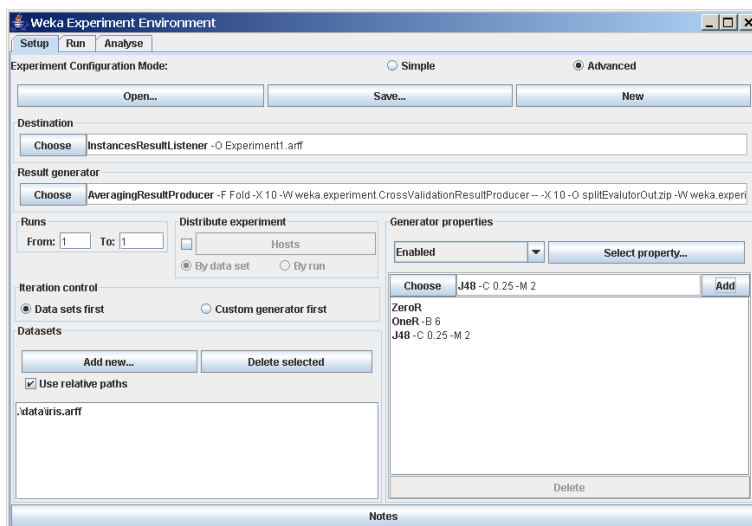 Weka Experiment Environment
Setup Run Analyse
Experiment Configuration Mode: Simple Advanced
Open... Save... New
Destination
Choose InstancesResultListener -O Experiment1.arff
Result generator
Choose AveragingResultProducer -F Fold -X 10 -W weka.experiment.CrossValidationResultProducer -- -X 10 -O splitEvalutorOut.zip -W weka.experi
Runs
From: 1 To: 1
Distribute experiment
Hosts
By data set By run
Generator properties
Enabled Select property...
Choose J48 -C 0.25 -M 2 Add
ZeroR
OneR -B 6
J48 -C 0.25 -M 2
Iteration control
Data sets first Custom generator first
Datasets
Add new... Delete selected
Use relative paths
.\data\iris.arff
Delete
Notes